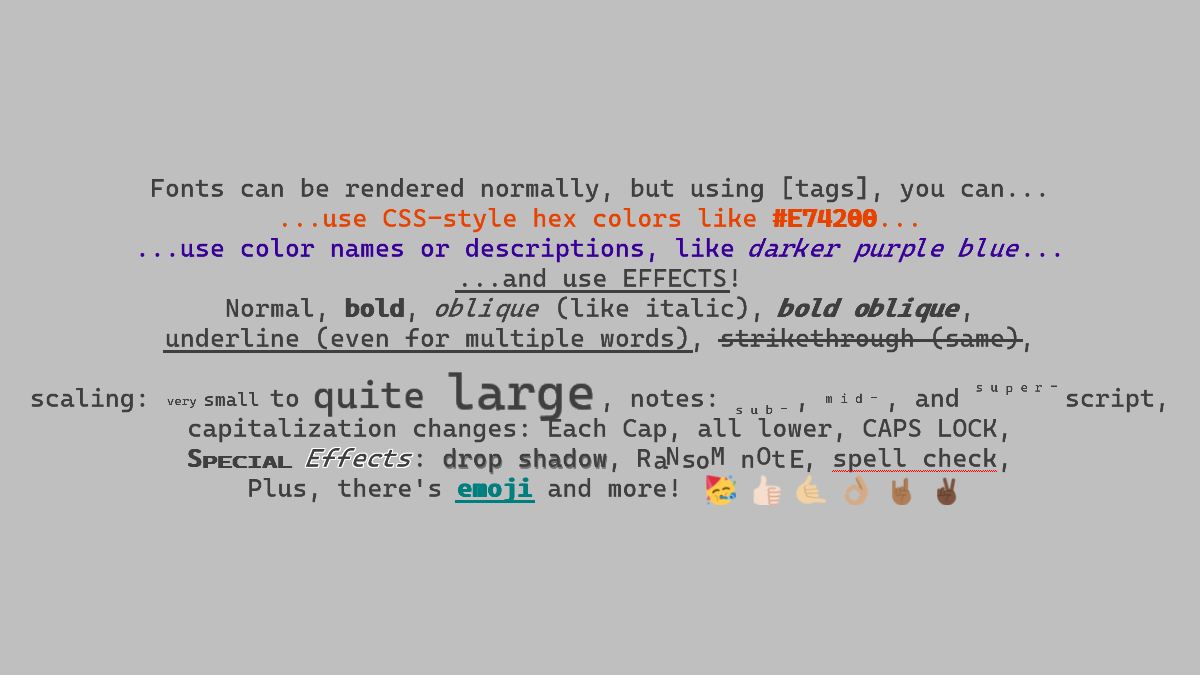 Fonts can be rendered normally, but using [tags], you can...
...use CSS-style hex colors like #E74200...
...use color names or descriptions, like darker purple blue...
...and use EFFECTS!
Normal, bold, oblique (like italic), bold oblique,
underline (even for multiple words), strikethrough (same),
scaling: very small to quite large, notes: sub-, mid-, and super-script,
capitalization changes: Each Cap, all lower, CAPS LOCK,
SPECIAL Effects: drop shadow, RaNsoM nOtE, spell check,
Plus, there's emoji and more! 🥳 👍🏻 🤙🏼 👌🏽 🤘🏾 ✌🏿